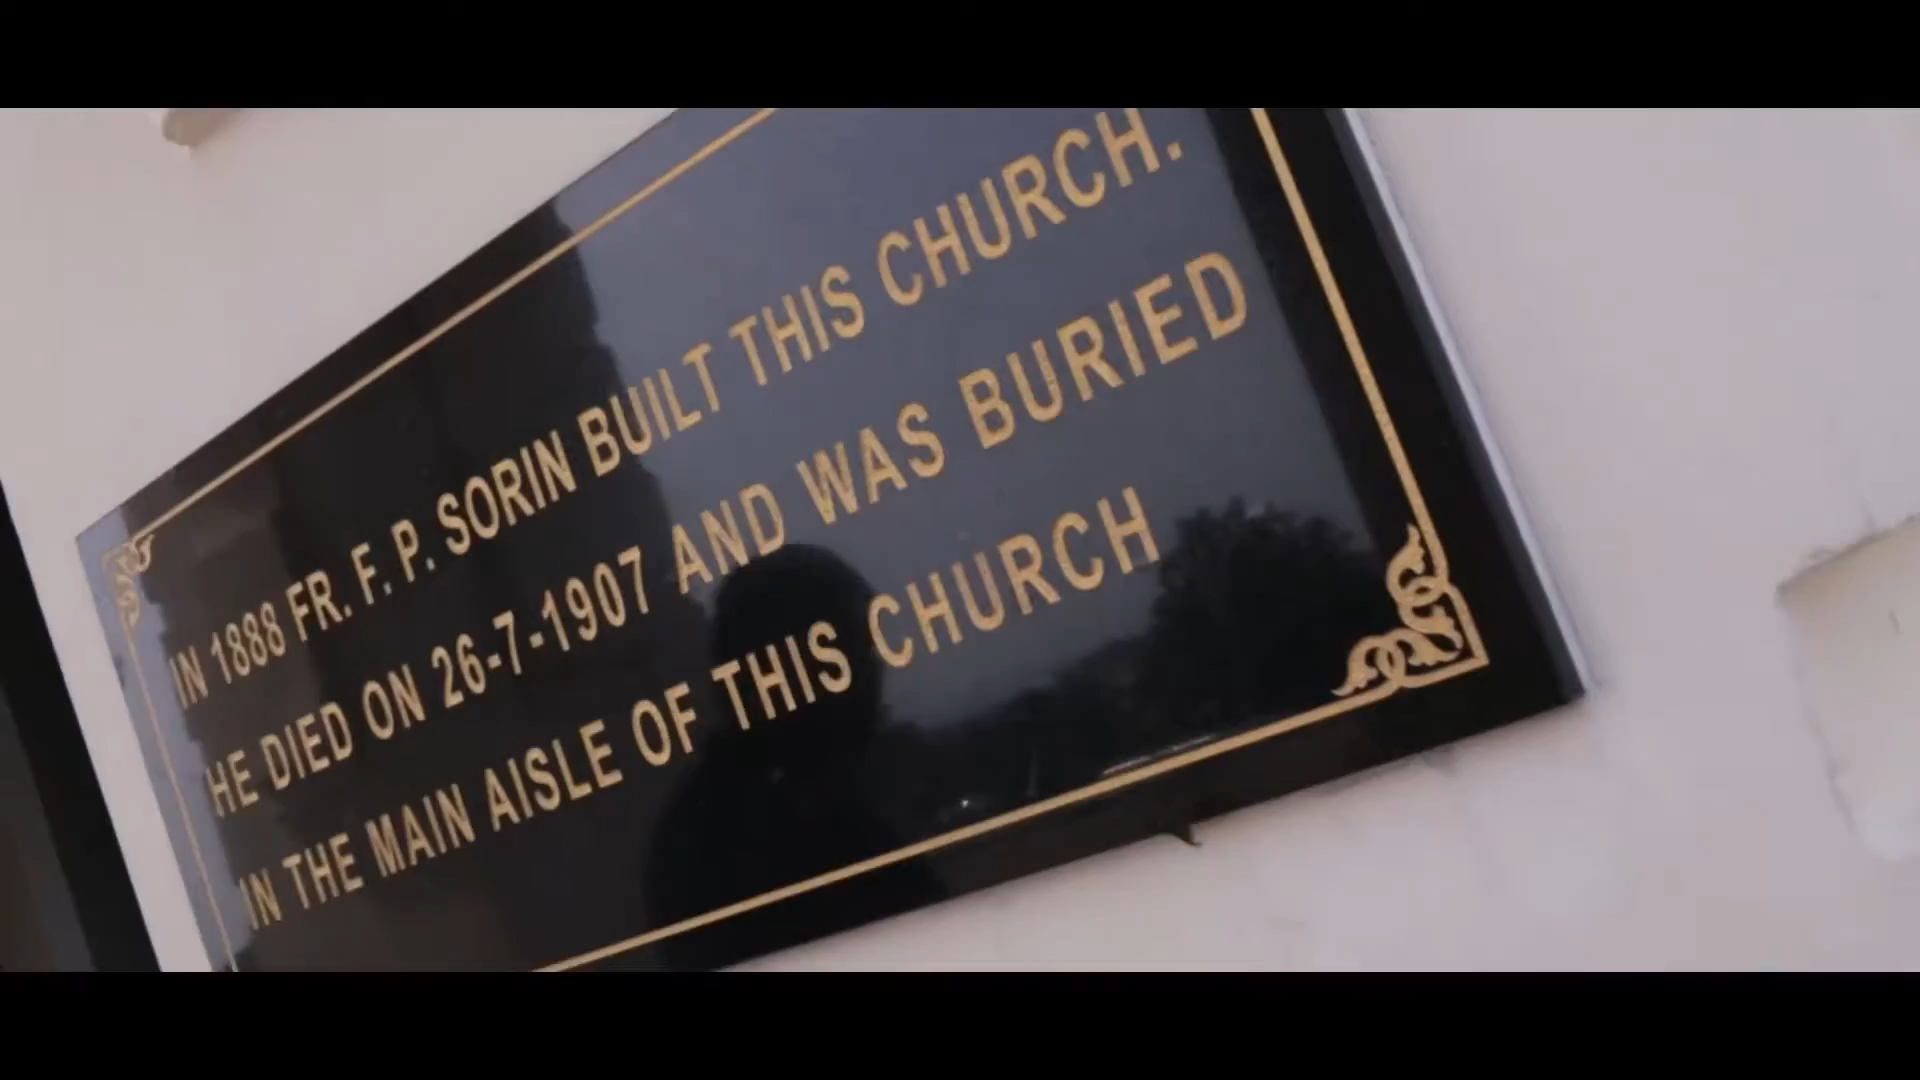 IN 1888 FR. F. P. SORIN BUILT THIS CHURCH.
HE DIED ON 26-7-1907 AND WAS BURIED
IN THE MAIN AISLE OF THIS CHURCH